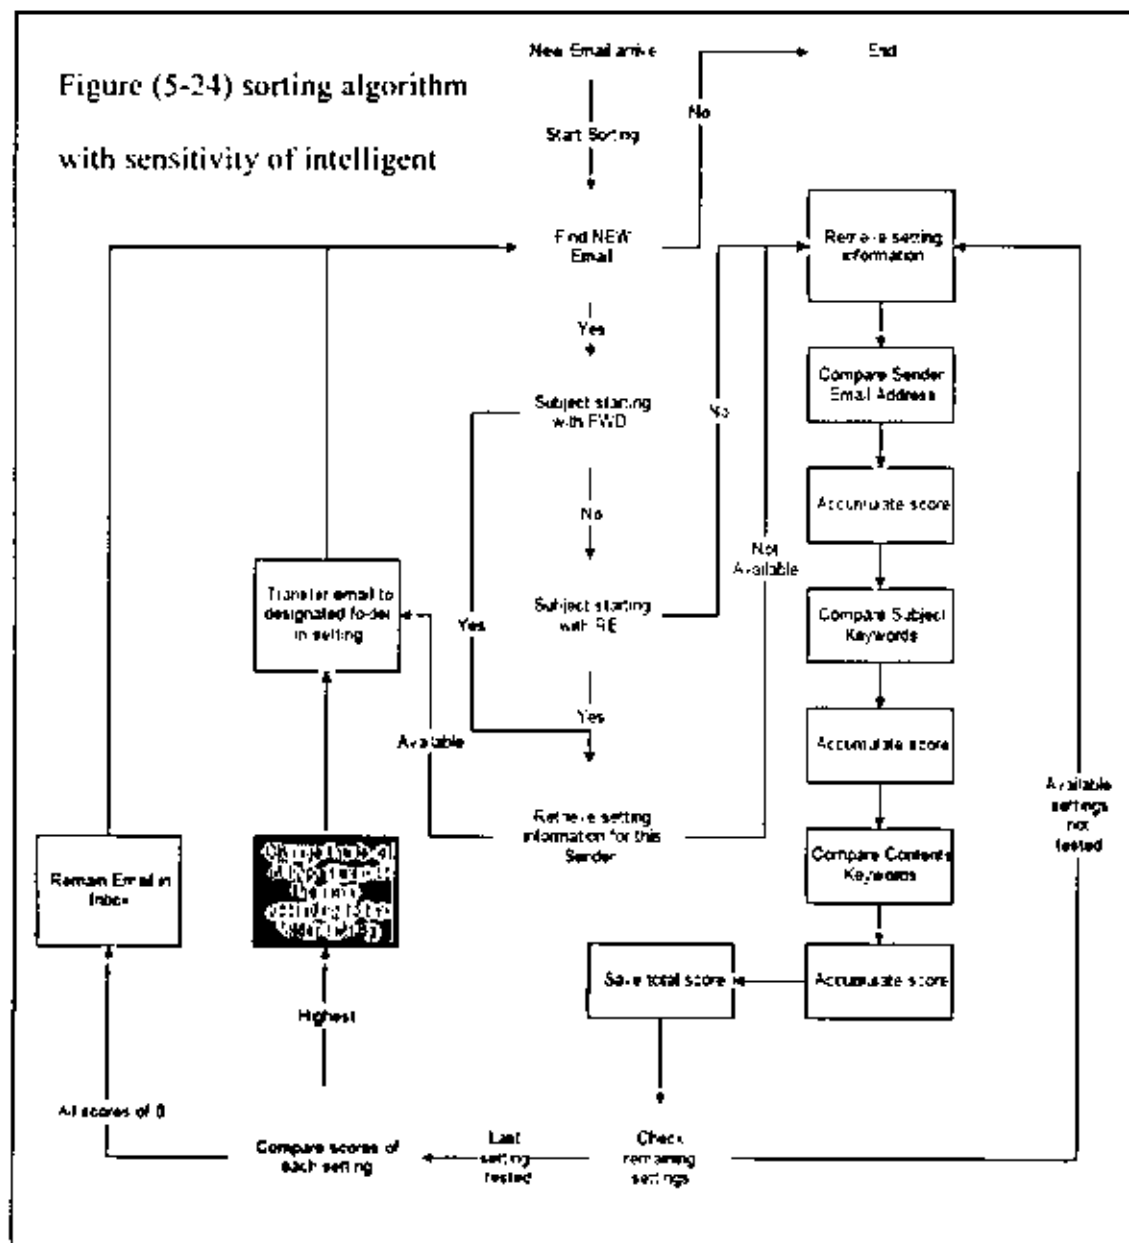 Figure (5-24) sorting algorithm
with sensitivity of intelligent
New Email arrive
End
No
Start Sorting
Find NEW
Email
Retrieve setting
information
Yes
Compare Sender
Email Address
Subject starting
with FWD
No
Accumulate score
No
Not
Available
Transfer email to
designated folder
in setting
Yes
Subject starting
with RE
Compare Subject
Keywords
Yes
Available
Accumulate score
Available
settings
not
tested
Retrieve setting
information for this
Sender
Compare Contents
Keywords
Remain Email in
Inbox
Save total score
Accumulate score
Highest
All scores of 0
Compare scores of
each setting
Last
setting
tested
Check
remaining
settings